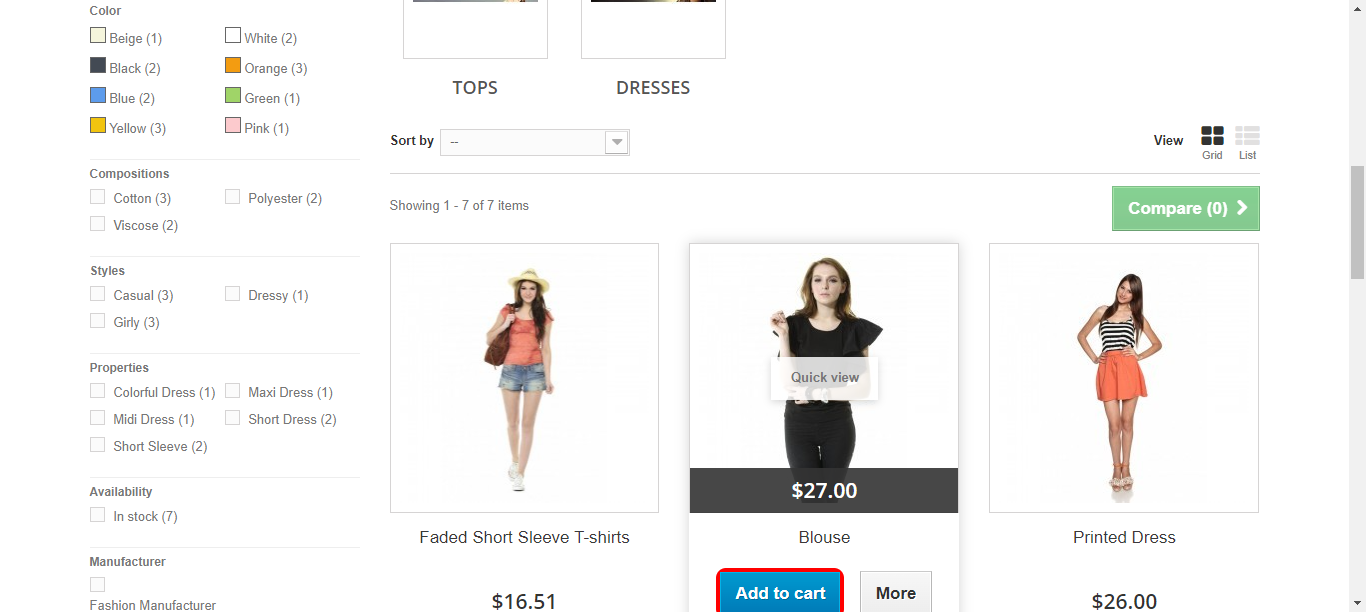 Color
Beige (1)
White (2)
Black (2)
Orange (3)
Blue (2)
Green (1)
Yellow (3)
Pink (1)
Compositions
Cotton (3)
Polyester (2)
Viscose (2)
Styles
Casual (3)
Dressy (1)
Girly (3)
Properties
Colorful Dress (1)
Maxi Dress (1)
Midi Dress (1)
Short Dress (2)
Short Sleeve (2)
Availability
In stock (7)
Manufacturer
Fashion Manufacturer
TOPS
DRESSES
Sort by
--
View
Grid
List
Showing 1 - 7 of 7 items
Compare (0)
Faded Short Sleeve T-shirts
$16.51
Quick view
$27.00
Blouse
Add to cart
More
Printed Dress
$26.00